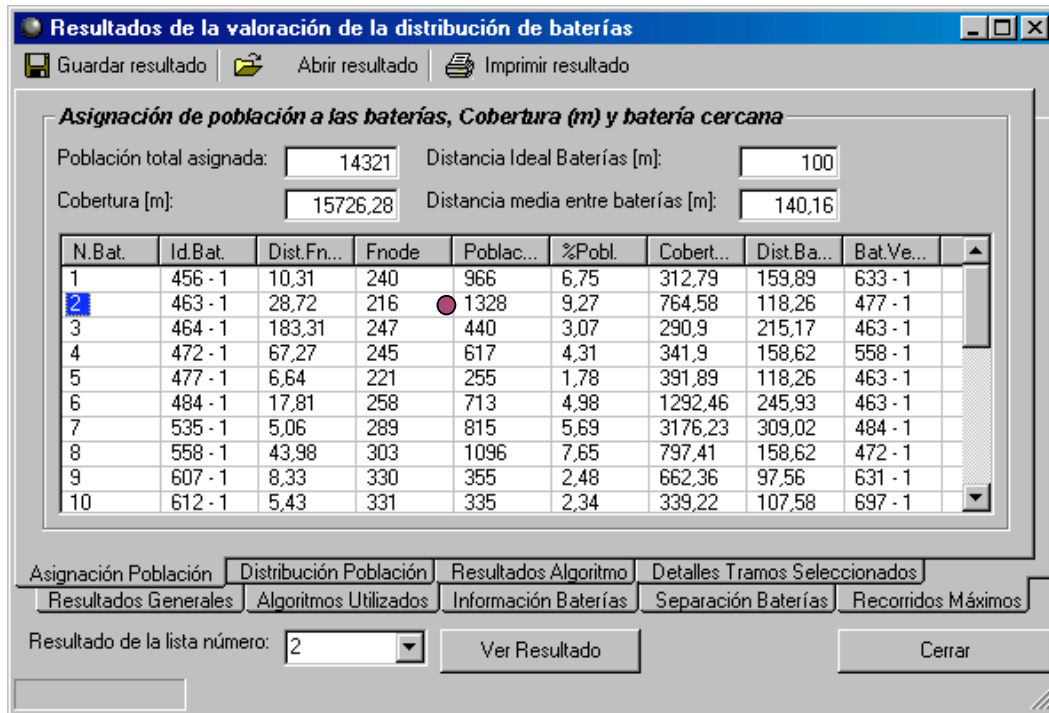 Resultados de la valoración de la distribución de baterías
Guardar resultado Abrir resultado Imprimir resultado
Asignación de población a las baterías, Cobertura (m) y batería cercana
Población total asignada: 14321 Distancia Ideal Baterías [m]: 100
Cobertura [m]: 15726,28 Distancia media entre baterías [m]: 140,16
N.Bat. Id.Bat. Dist.Fn... Fnode Poblac... %Pobl. Cobert... Dist.Ba... Bat.Ve...
1 456 - 1 10,31 240 966 6,75 312,79 159,89 633 - 1
2 463 - 1 28,72 216 1328 9,27 764,58 118,26 477 - 1
3 464 - 1 183,31 247 440 3,07 290,9 215,17 463 - 1
4 472 - 1 67,27 245 617 4,31 341,9 158,62 558 - 1
5 477 - 1 6,64 221 255 1,78 391,89 118,26 463 - 1
6 484 - 1 17,81 258 713 4,98 1292,46 245,93 463 - 1
7 535 - 1 5,06 289 815 5,69 3176,23 309,02 484 - 1
8 558 - 1 43,98 303 1096 7,65 797,41 158,62 472 - 1
9 607 - 1 8,33 330 355 2,48 662,36 97,56 631 - 1
10 612 - 1 5,43 331 335 2,34 339,22 107,58 697 - 1
Asignación Población Distribución Población Resultados Algoritmo Detalles Tramos Seleccionados
Resultados Generales Algoritmos Utilizados Información Baterías Separación Baterías Recorridos Máximos
Resultado de la lista número: 2 Ver Resultado Cerrar